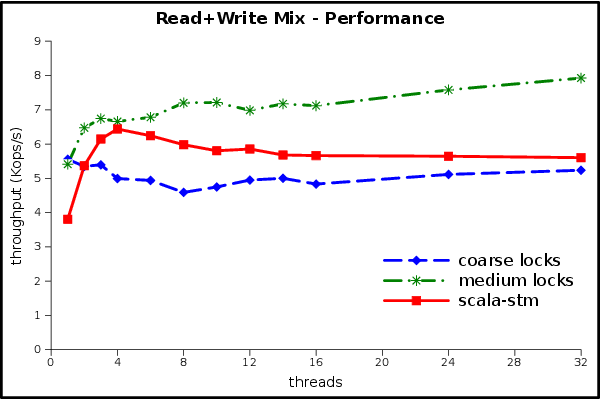 Read+Write Mix - Performance
throughput (Kops/s)
9
8
7
6
5
4
3
2
1
0
0 4 8 12 16 20 24 28 32
threads
coarse locks
medium locks
scala-stm